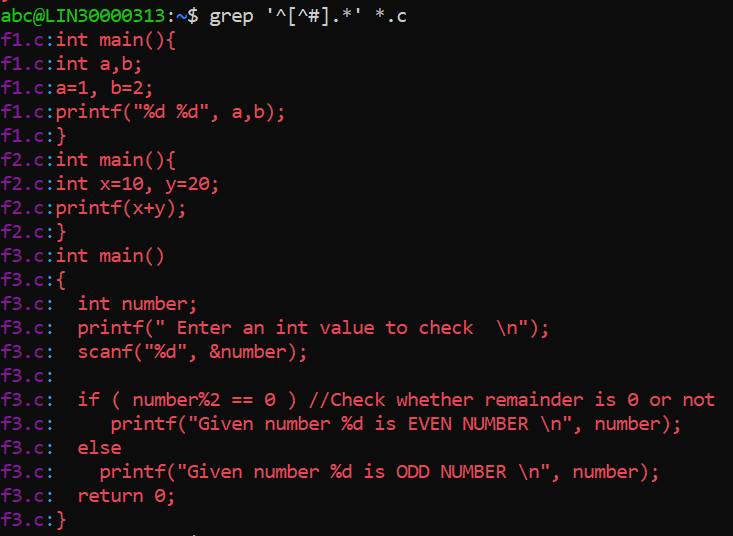 abc@LIN30000313:~$ grep '^[^#].*' *.c
f1.c:int main(){
f1.c:int a,b;
f1.c:a=1, b=2;
f1.c:printf("%d %d", a,b);
f1.c:}
f2.c:int main(){
f2.c:int x=10, y=20;
f2.c:printf(x+y);
f2.c:}
f3.c:int main()
f3.c:{
f3.c:  int number;
f3.c:  printf(" Enter an int value to check  \n");
f3.c:  scanf("%d", &number);
f3.c:
f3.c:  if ( number%2 == 0 ) //Check whether remainder is 0 or not
f3.c:     printf("Given number %d is EVEN NUMBER \n", number);
f3.c:  else
f3.c:    printf("Given number %d is ODD NUMBER \n", number);
f3.c:  return 0;
f3.c:}